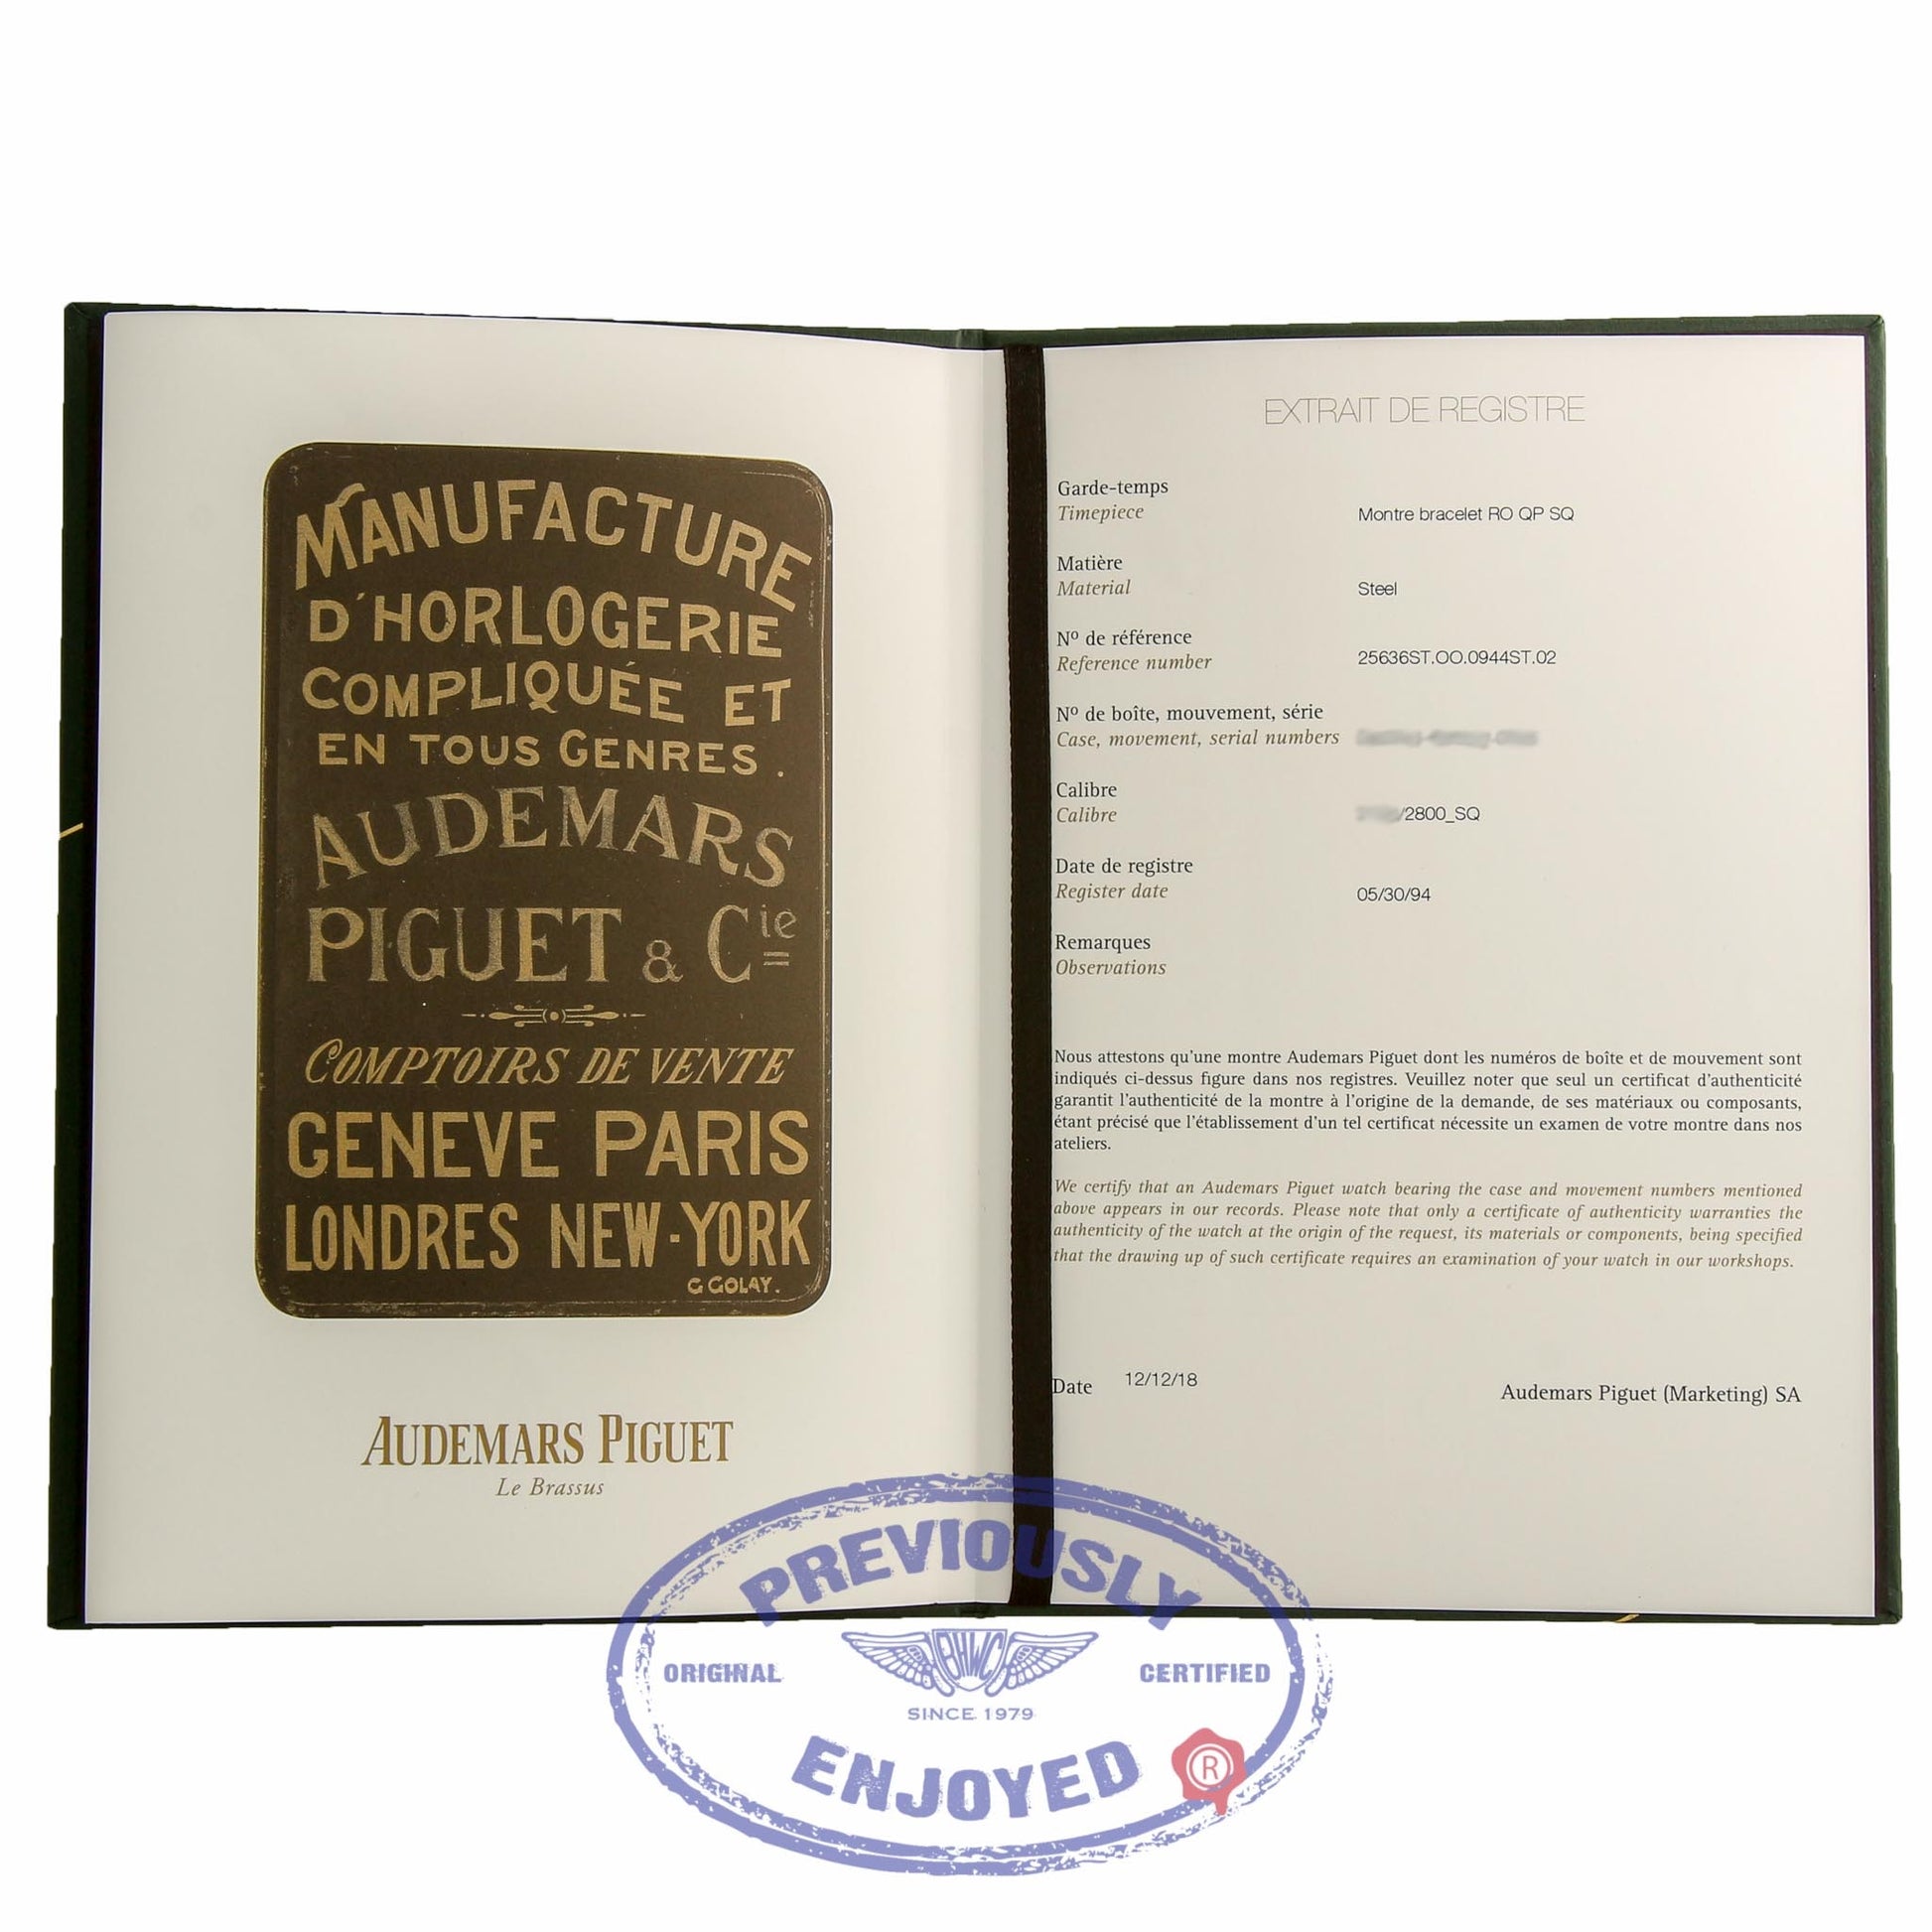 MANUFACTURE
D'HORLOGERIE
COMPLIQUÉE ET
EN TOUS GENRES.
AUDEMARS
PIGUET & Cie
COMPTOIRS DE VENTE
GENEVE PARIS
LONDRES NEW-YORK
G GOLAY.
AUDEMARS PIGUET
Le Brassus
EXTRAIT DE REGISTRE
Garde-temps
Timepiece Montre bracelet RO QP SQ
Matière
Material Steel
Nº de référence
Reference number 25636ST.OO.0944ST.02
Nº de boîte, mouvement, série
Case, movement, serial numbers
Calibre
Calibre /2800_SQ
Date de registre
Register date 05/30/94
Remarques
Observations
Nous attestons qu'une montre Audemars Piguet dont les numéros de boîte et de mouvement sont
indiqués ci-dessus figure dans nos registres. Veuillez noter que seul un certificat d'authenticité
garantit l'authenticité de la montre à l'origine de la demande, de ses matériaux ou composants,
étant précisé que l'établissement d'un tel certificat nécessite un examen de votre montre dans nos
ateliers.
We certify that an Audemars Piguet watch bearing the case and movement numbers mentioned
above appears in our records. Please note that only a certificate of authenticity warranties the
authenticity of the watch at the origin of the request, its materials or components, being specified
that the drawing up of such certificate requires an examination of your watch in our workshops.
Date 12/12/18 Audemars Piguet (Marketing) SA
PREVIOUSLY
ORIGINAL BHWC CERTIFIED
SINCE 1979
ENJOYED R